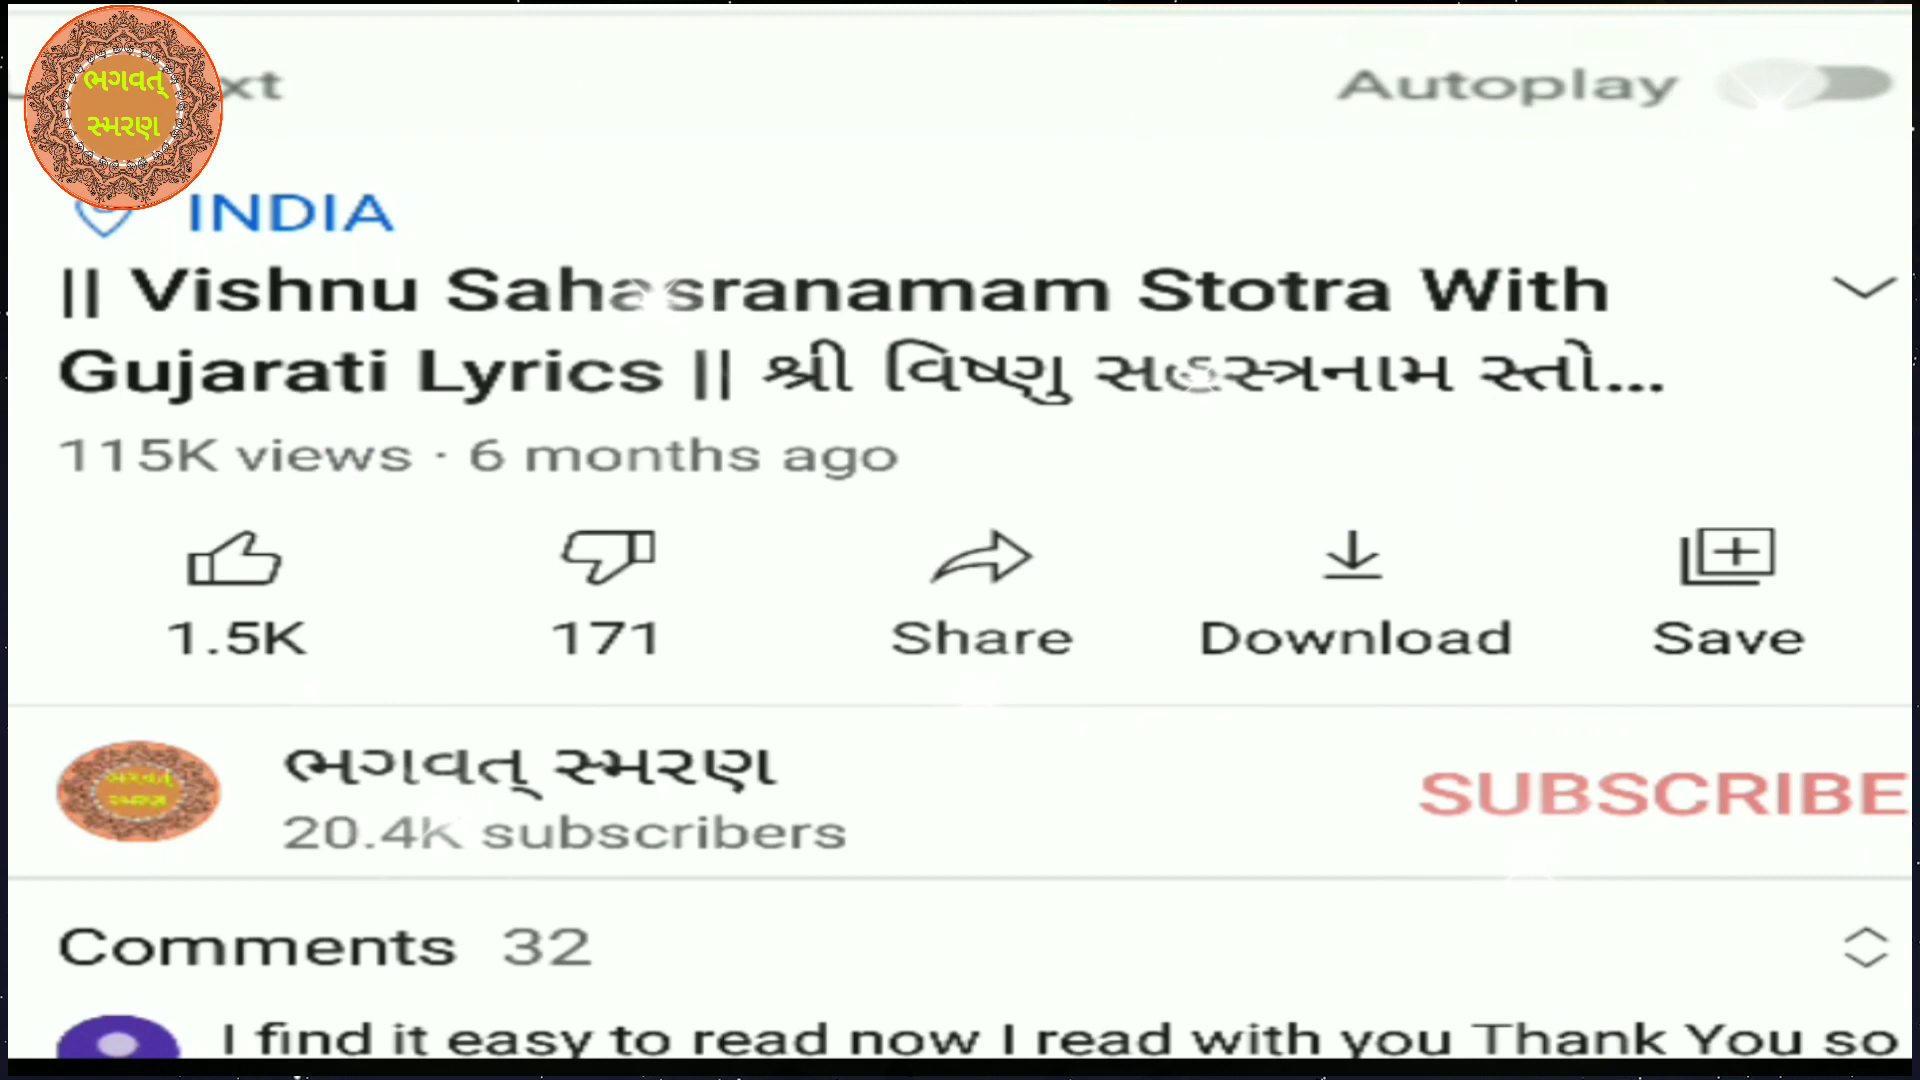 ભગવત્
સ્મરણ
xt
Autoplay
INDIA
|| Vishnu Sahasranamam Stotra With
Gujarati Lyrics || શ્રી વિષ્ણુ સહસ્ત્રનામ સ્તો...
115K views · 6 months ago
1.5K 171 Share Download Save
ભગવત્ સ્મરણ
SUBSCRIBE
20.4K subscribers
Comments 32
I find it easy to read now I read with you Thank You so